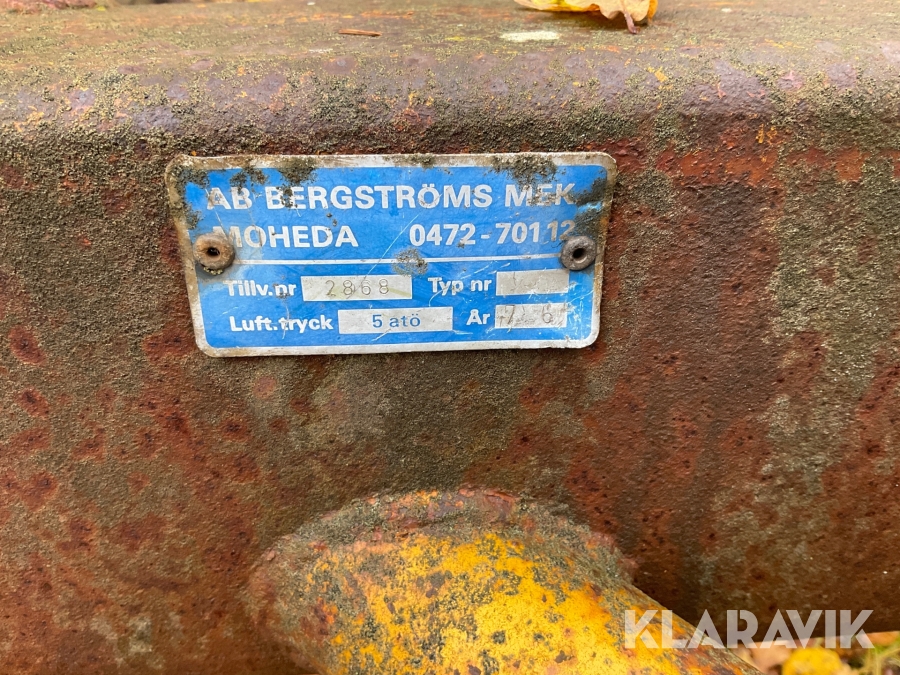 AB BERGSTRÖMS MEK
MOHEDA 0472-70112
Tillv.nr 2868 Typ nr
Luft.tryck 5 atö År
KLARAVIK